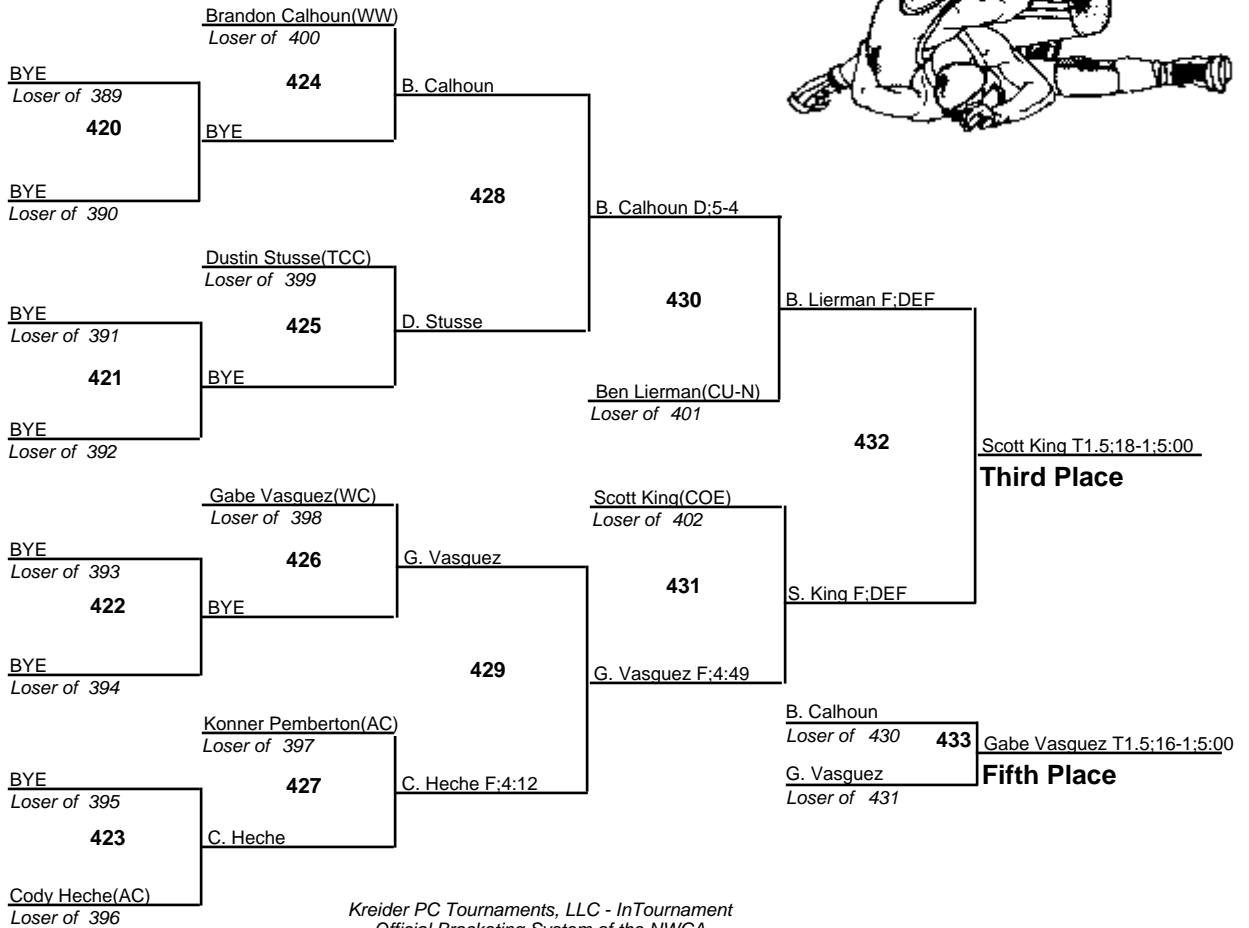 Brandon Calhoun(WW)
Loser of 400
BYE
Loser of 389
424
B. Calhoun
420
BYE
BYE
Loser of 390
428
B. Calhoun D;5-4
Dustin Stusse(TCC)
Loser of 399
430
B. Lierman F;DEF
BYE
Loser of 391
425
D. Stusse
421
BYE
Ben Lierman(CU-N)
Loser of 401
BYE
Loser of 392
432
Scott King T1.5;18-1;5:00
Third Place
Gabe Vasquez(WC)
Loser of 398
Scott King(COE)
Loser of 402
BYE
Loser of 393
426
G. Vasquez
431
422
BYE
S. King F;DEF
BYE
Loser of 394
429
G. Vasquez F;4:49
Konner Pemberton(AC)
Loser of 397
B. Calhoun
Loser of 430
433
Gabe Vasquez T1.5;16-1;5:00
Fifth Place
G. Vasquez
Loser of 431
BYE
Loser of 395
427
C. Heche F;4:12
423
C. Heche
Cody Heche(AC)
Loser of 396
Kreider PC Tournaments, LLC - InTournament
Official Bracketing System of the NWCA